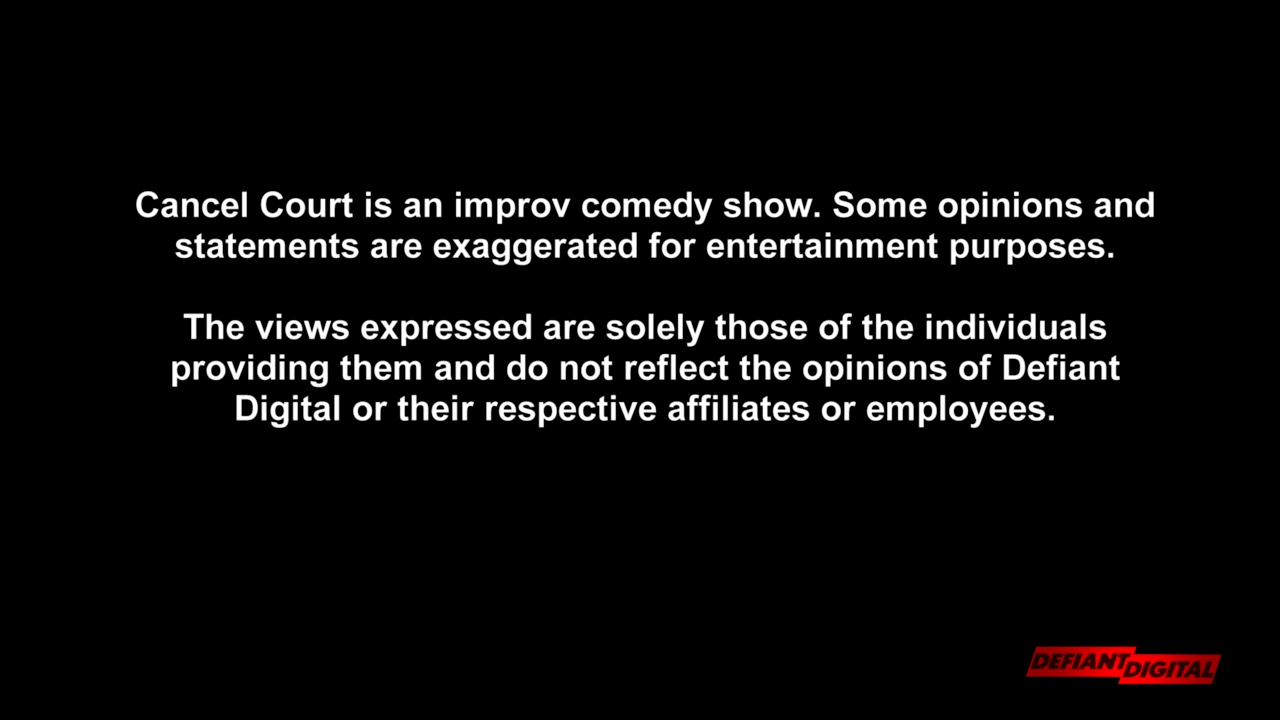 Cancel Court is an improv comedy show. Some opinions and
statements are exaggerated for entertainment purposes.
The views expressed are solely those of the individuals
providing them and do not reflect the opinions of Defiant
Digital or their respective affiliates or employees.
DEFIANT DIGITAL